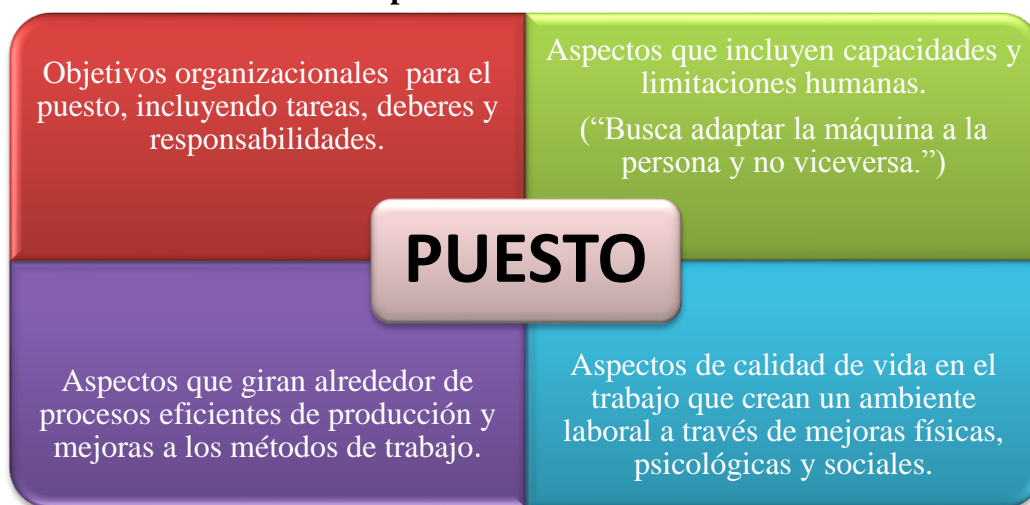 Objetivos organizacionales para el
puesto, incluyendo tareas, deberes y
responsabilidades.
Aspectos que incluyen capacidades y
limitaciones humanas.
(“Busca adaptar la máquina a la
persona y no viceversa.”)
PUESTO
Aspectos que giran alrededor de
procesos eficientes de producción y
mejoras a los métodos de trabajo.
Aspectos de calidad de vida en el
trabajo que crean un ambiente
laboral a través de mejoras físicas,
psicológicas y sociales.